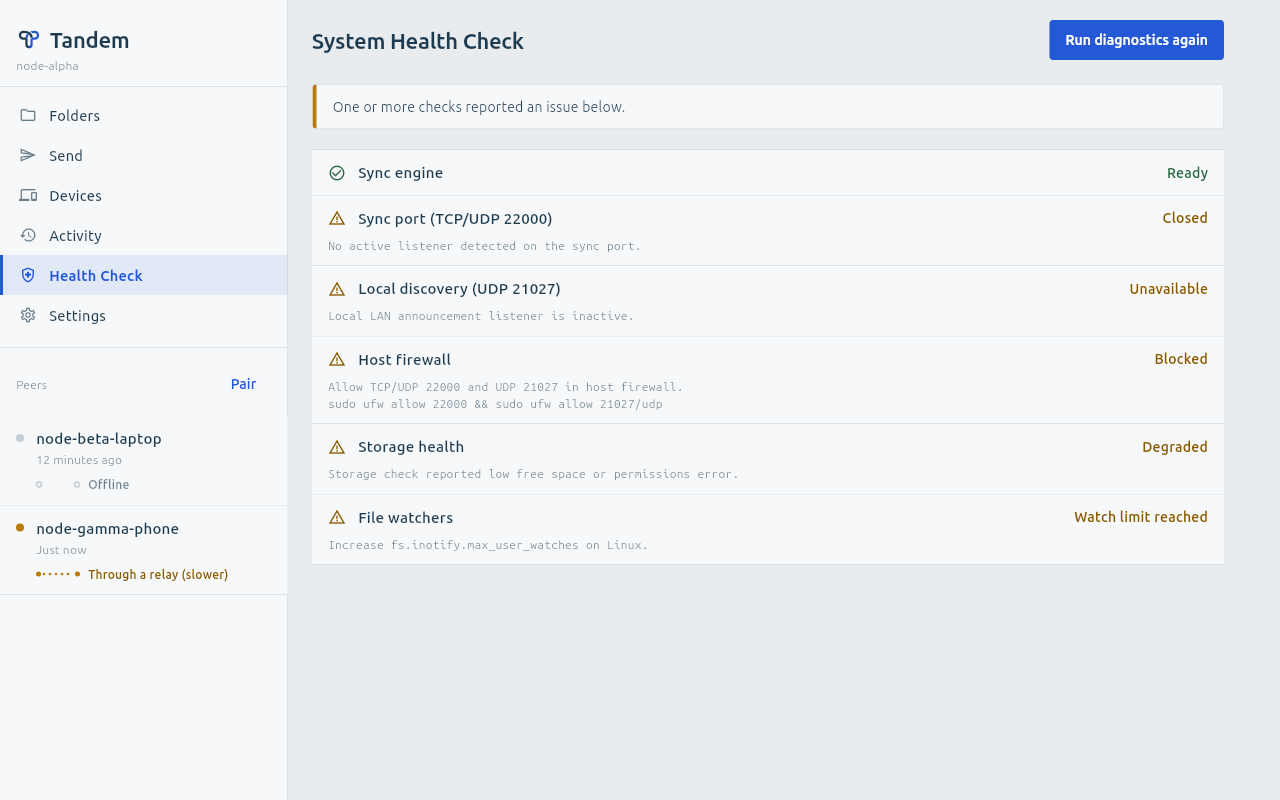 Tandem
node-alpha
Folders
Send
Devices
Activity
Health Check
Settings
Peers
Pair
node-beta-laptop
12 minutes ago
Offline
node-gamma-phone
Just now
Through a relay (slower)
System Health Check
Run diagnostics again
One or more checks reported an issue below.
Sync engine
Ready
Sync port (TCP/UDP 22000)
Closed
No active listener detected on the sync port.
Local discovery (UDP 21027)
Unavailable
Local LAN announcement listener is inactive.
Host firewall
Blocked
Allow TCP/UDP 22000 and UDP 21027 in host firewall.
sudo ufw allow 22000 && sudo ufw allow 21027/udp
Storage health
Degraded
Storage check reported low free space or permissions error.
File watchers
Watch limit reached
Increase fs.inotify.max_user_watches on Linux.